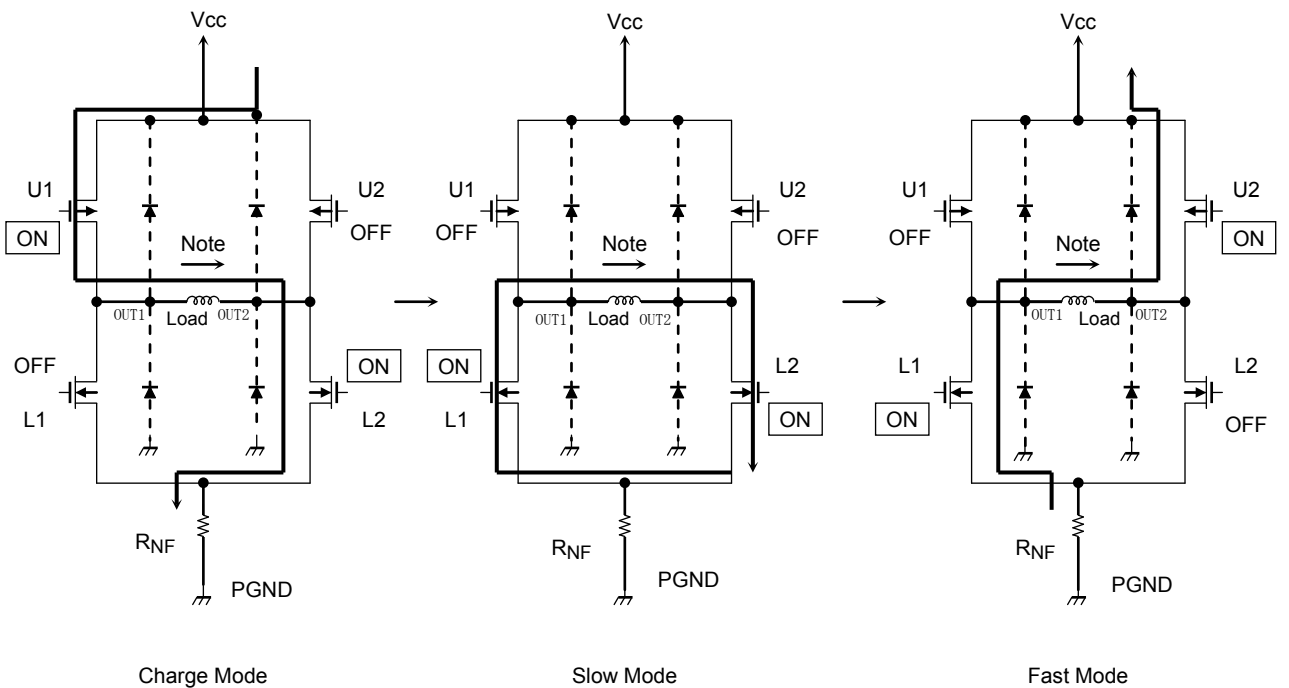 Vcc
U1
ON
U2
OFF
Note
OUT1
Load
OUT2
OFF
L1
ON
L2
RNF
PGND
Charge Mode
Vcc
U1
OFF
U2
OFF
Note
OUT1
Load
OUT2
ON
L1
L2
ON
RNF
PGND
Slow Mode
Vcc
U1
OFF
U2
ON
Note
OUT1
Load
OUT2
L1
ON
L2
OFF
RNF
PGND
Fast Mode